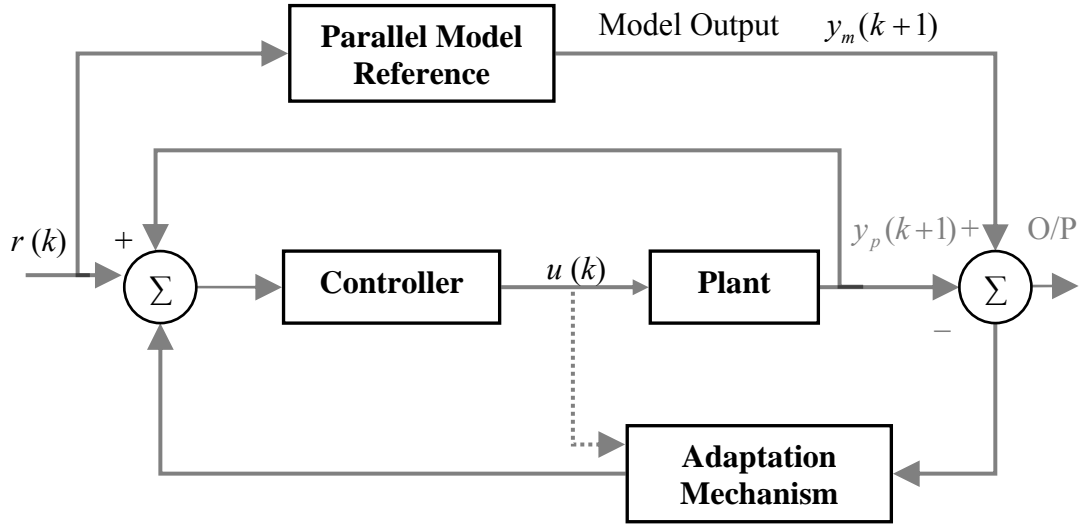 Parallel Model
Reference
Model Output
y_m(k+1)
r(k)
+
y_p(k+1)
+
O/P
∑
Controller
u(k)
Plant
∑
−
Adaptation
Mechanism